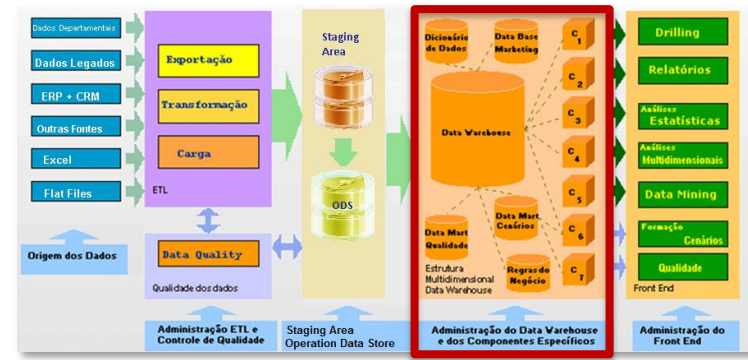 Dados Departamentais
Dados Legados
ERP + CRM
Outras Fontes
Excel
Flat Files
Origem dos Dados
Exportação
Transformação
Carga
ETL
Data Quality
Qualidade dos dados
Administração ETL e
Controle de Qualidade
Staging
Area
ODS
Staging Area
Operation Data Store
Dicionário
de Dados
Data Base
Marketing
Data Warehouse
Data Mart
Qualidade
Data Mart
Cenários
Regras do
Negócio
Estrutura
Multidimensional
Data Warehouse
C1
C2
C3
C4
C5
C6
C7
Administração do Data Warehouse
e dos Componentes Específicos
Drilling
Relatórios
Análises
Estatísticas
Análises
Multidimensionais
Data Mining
Formação
Cenários
Qualidade
Front End
Administração do
Front End